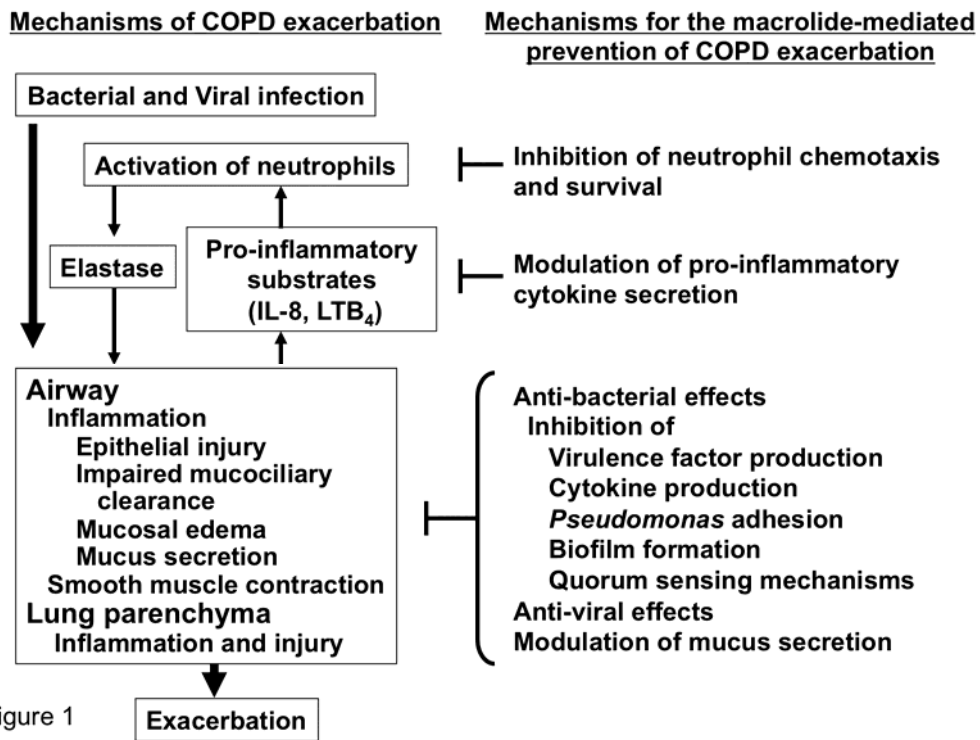 Mechanisms of COPD exacerbation
Bacterial and Viral infection
Activation of neutrophils
Elastase
Pro-inflammatory
substrates
(IL-8, LTB₄)
Airway
Inflammation
Epithelial injury
Impaired mucociliary
clearance
Mucosal edema
Mucus secretion
Smooth muscle contraction
Lung parenchyma
Inflammation and injury
Exacerbation
Mechanisms for the macrolide-mediated
prevention of COPD exacerbation
Inhibition of neutrophil chemotaxis
and survival
Modulation of pro-inflammatory
cytokine secretion
Anti-bacterial effects
Inhibition of
Virulence factor production
Cytokine production
Pseudomonas adhesion
Biofilm formation
Quorum sensing mechanisms
Anti-viral effects
Modulation of mucus secretion
igure 1